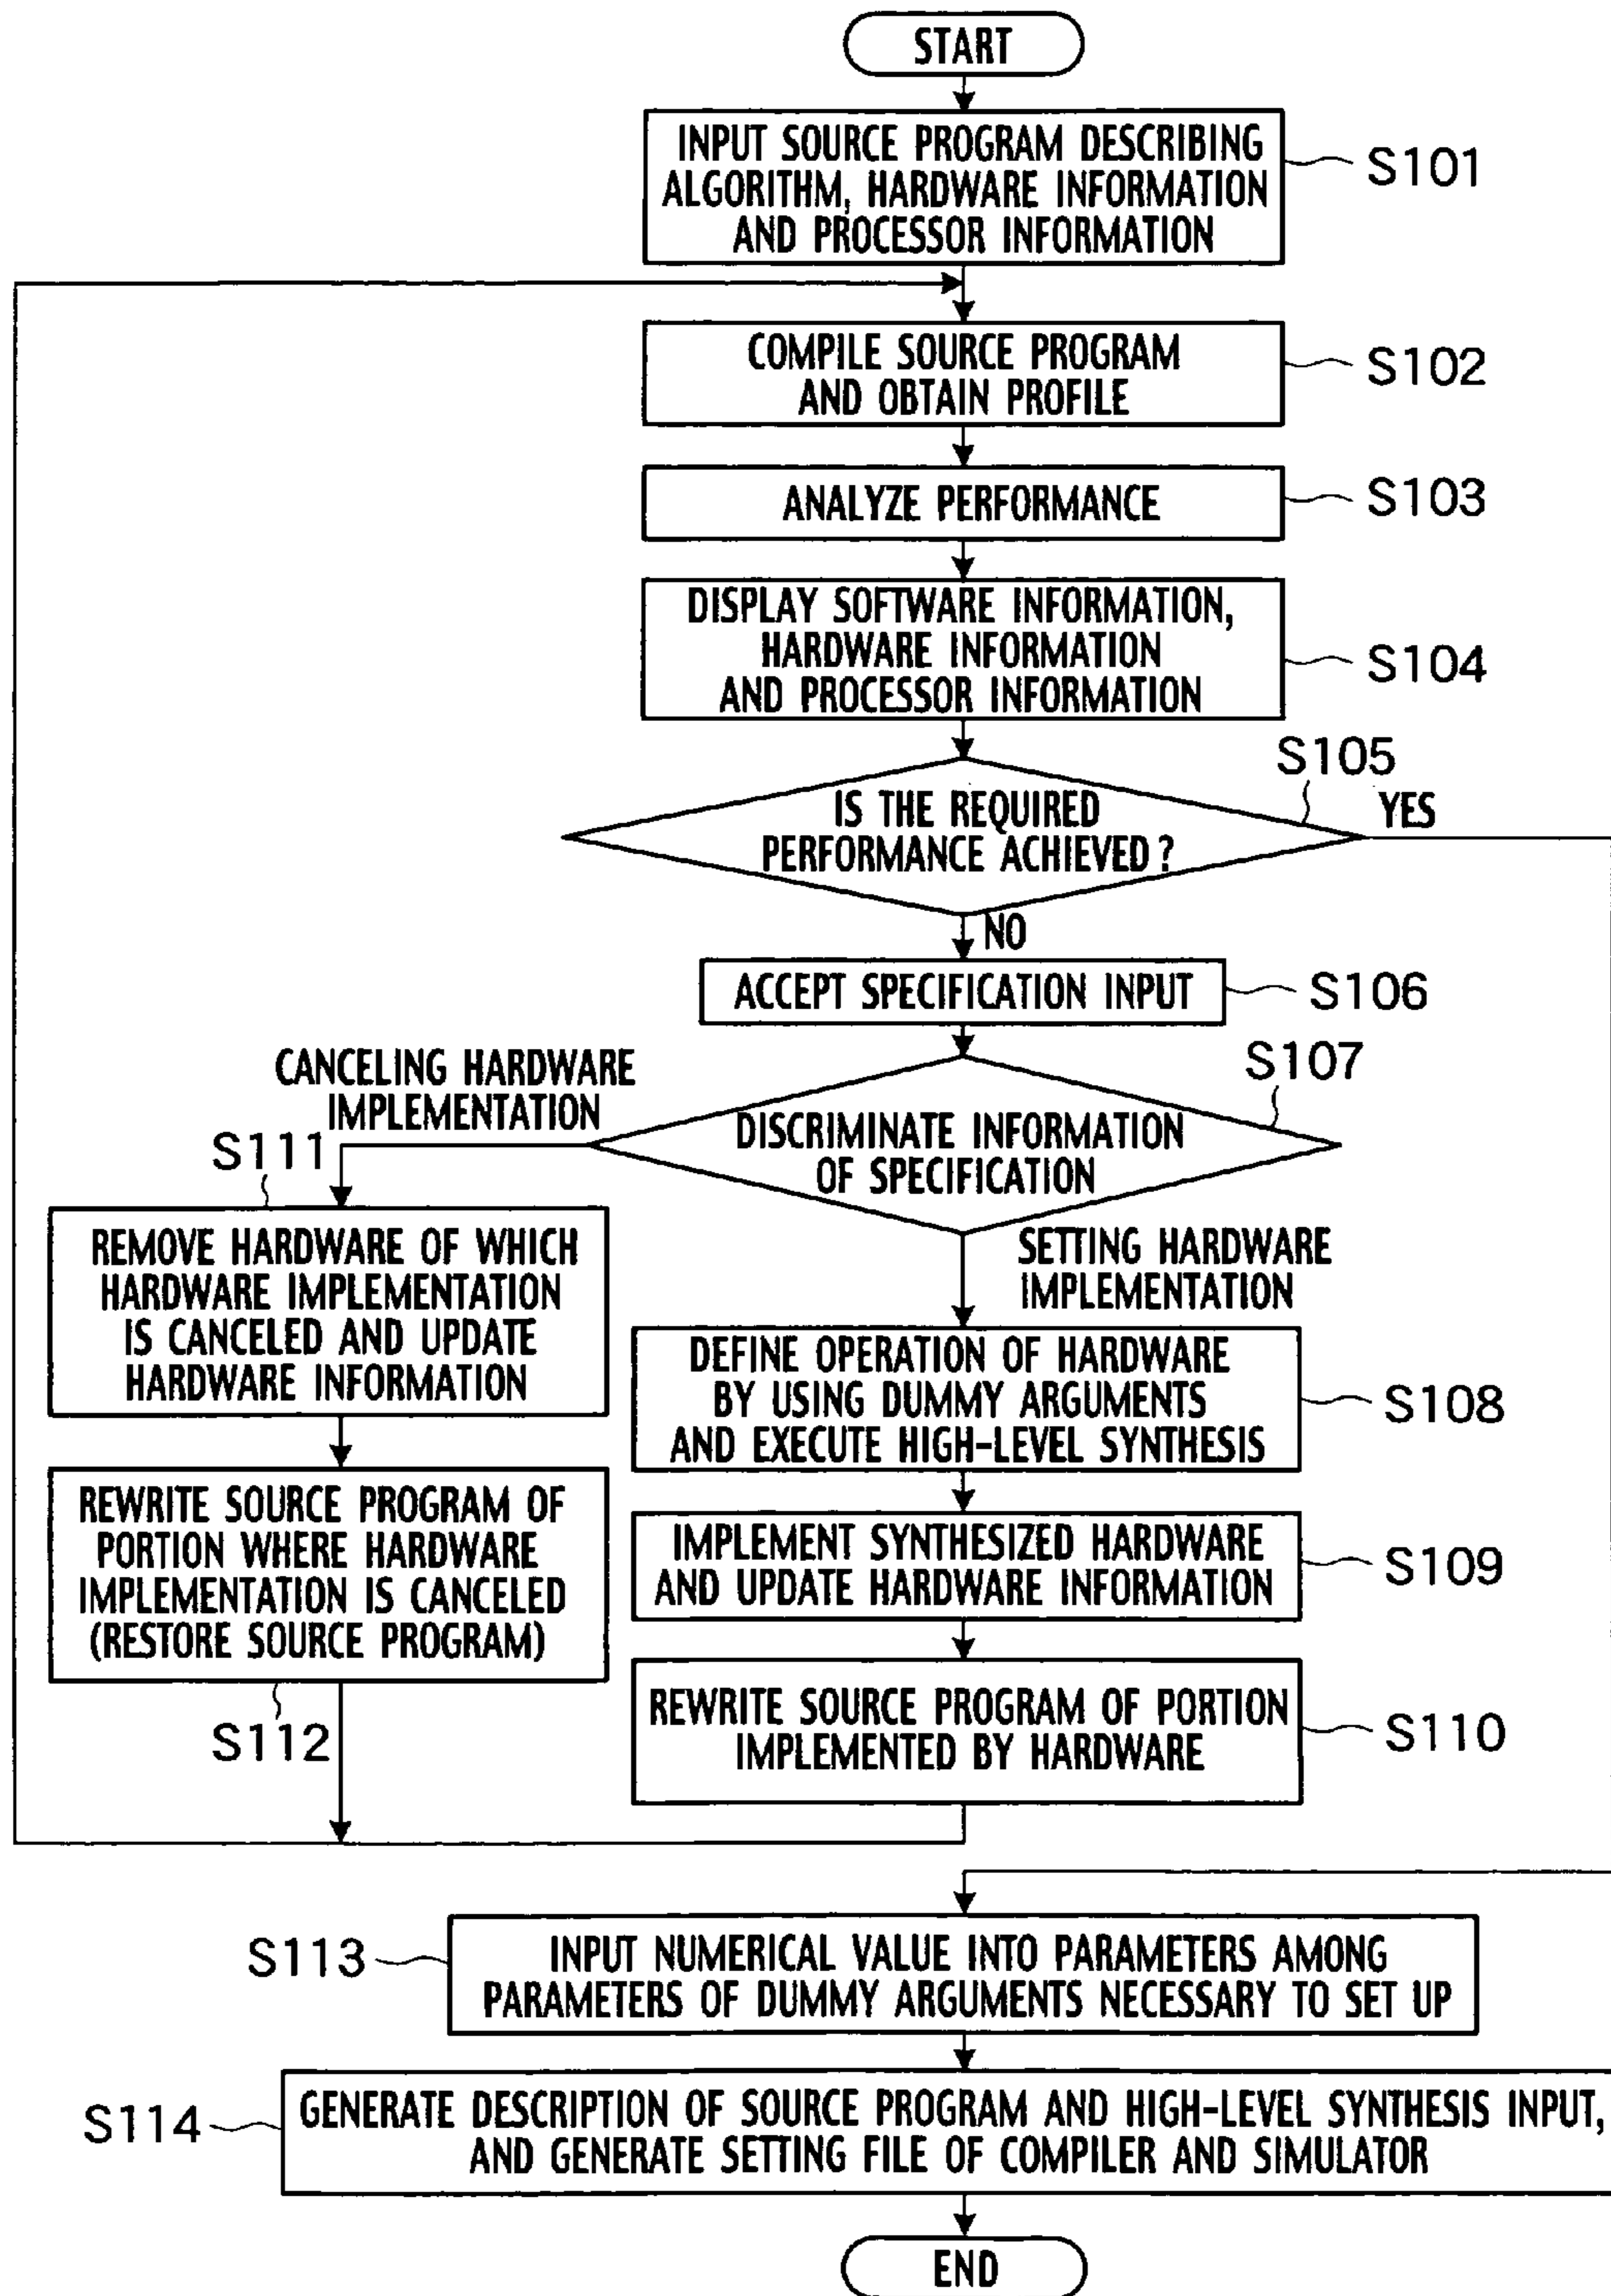 START
INPUT SOURCE PROGRAM DESCRIBING
ALGORITHM, HARDWARE INFORMATION
AND PROCESSOR INFORMATION
S101
COMPILE SOURCE PROGRAM
AND OBTAIN PROFILE
S102
ANALYZE PERFORMANCE
S103
DISPLAY SOFTWARE INFORMATION,
HARDWARE INFORMATION
AND PROCESSOR INFORMATION
S104
S105
IS THE REQUIRED
PERFORMANCE ACHIEVED?
YES
NO
ACCEPT SPECIFICATION INPUT
S106
S107
DISCRIMINATE INFORMATION
OF SPECIFICATION
CANCELING HARDWARE
IMPLEMENTATION
S111
REMOVE HARDWARE OF WHICH
HARDWARE IMPLEMENTATION
IS CANCELED AND UPDATE
HARDWARE INFORMATION
REWRITE SOURCE PROGRAM OF
PORTION WHERE HARDWARE
IMPLEMENTATION IS CANCELED
(RESTORE SOURCE PROGRAM)
S112
SETTING HARDWARE
IMPLEMENTATION
DEFINE OPERATION OF HARDWARE
BY USING DUMMY ARGUMENTS
AND EXECUTE HIGH-LEVEL SYNTHESIS
S108
IMPLEMENT SYNTHESIZED HARDWARE
AND UPDATE HARDWARE INFORMATION
S109
REWRITE SOURCE PROGRAM OF PORTION
IMPLEMENTED BY HARDWARE
S110
S113
INPUT NUMERICAL VALUE INTO PARAMETERS AMONG
PARAMETERS OF DUMMY ARGUMENTS NECESSARY TO SET UP
S114
GENERATE DESCRIPTION OF SOURCE PROGRAM AND HIGH-LEVEL SYNTHESIS INPUT,
AND GENERATE SETTING FILE OF COMPILER AND SIMULATOR
END